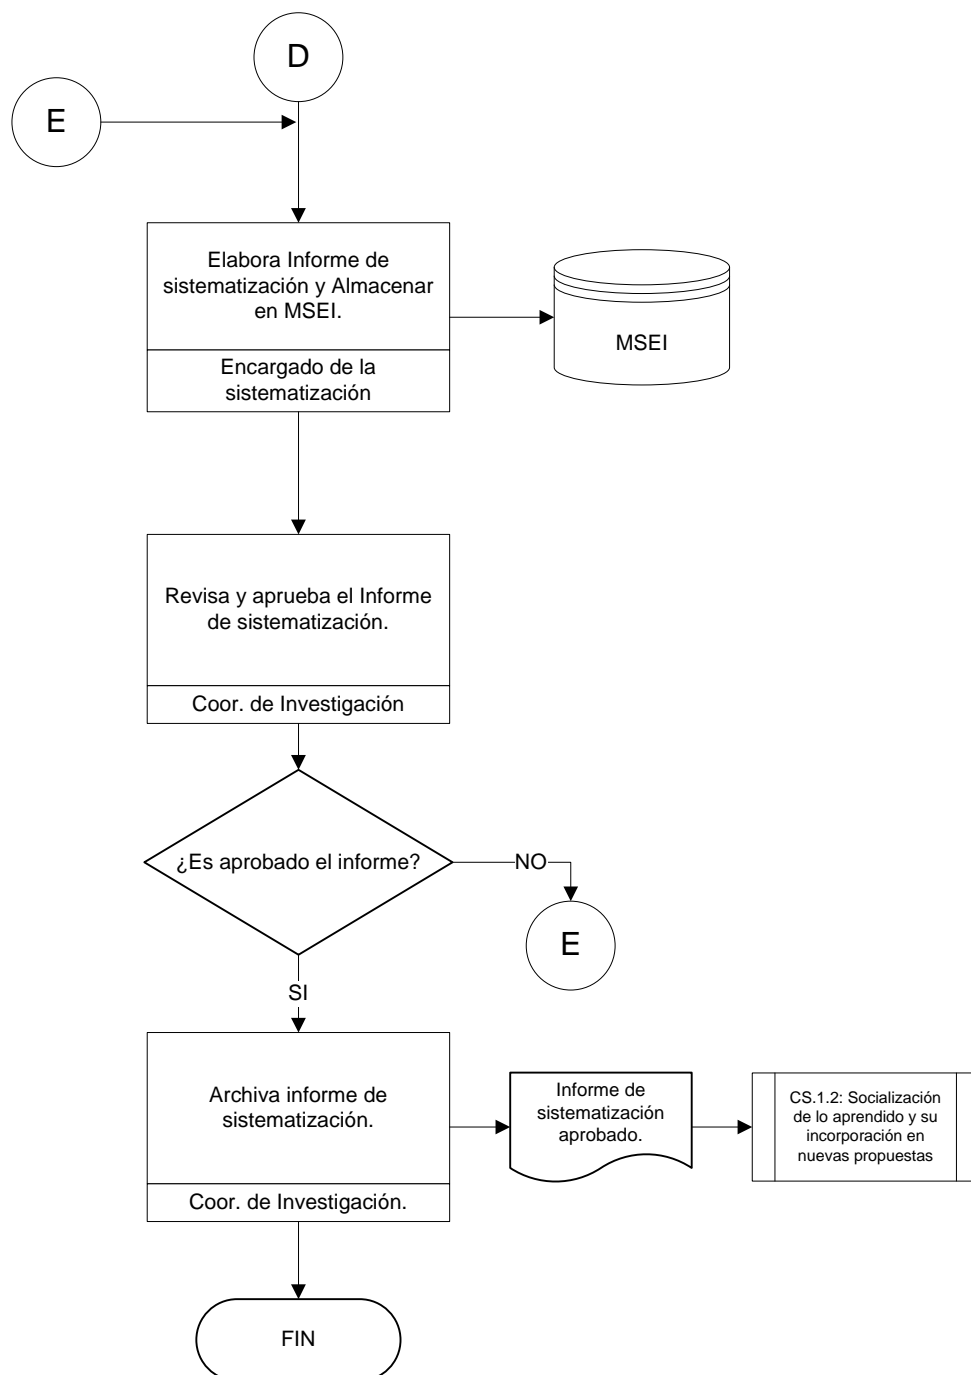 D
E
Elabora Informe de
sistematización y Almacenar
en MSEI.
Encargado de la
sistematización
MSEI
Revisa y aprueba el Informe
de sistematización.
Coor. de Investigación
¿Es aprobado el informe?
NO
E
SI
Archiva informe de
sistematización.
Coor. de Investigación.
Informe de
sistematización
aprobado.
CS.1.2: Socialización
de lo aprendido y su
incorporación en
nuevas propuestas
FIN